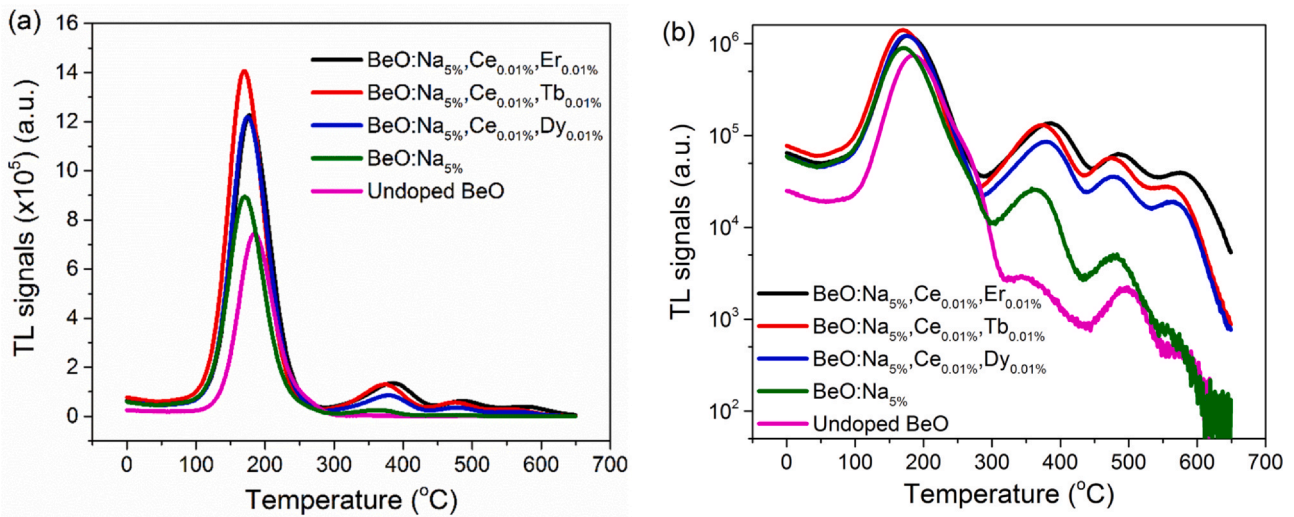 (a)
TL signals (x10⁵) (a.u.)
16
14
12
10
8
6
4
2
0
BeO:Na₅%,Ce₀.₀₁%,Er₀.₀₁%
BeO:Na₅%,Ce₀.₀₁%,Tb₀.₀₁%
BeO:Na₅%,Ce₀.₀₁%,Dy₀.₀₁%
BeO:Na₅%
Undoped BeO
0 100 200 300 400 500 600 700
Temperature (°C)
(b)
TL signals (a.u.)
10⁶
10⁵
10⁴
10³
10²
BeO:Na₅%,Ce₀.₀₁%,Er₀.₀₁%
BeO:Na₅%,Ce₀.₀₁%,Tb₀.₀₁%
BeO:Na₅%,Ce₀.₀₁%,Dy₀.₀₁%
BeO:Na₅%
Undoped BeO
0 100 200 300 400 500 600 700
Temperature (°C)